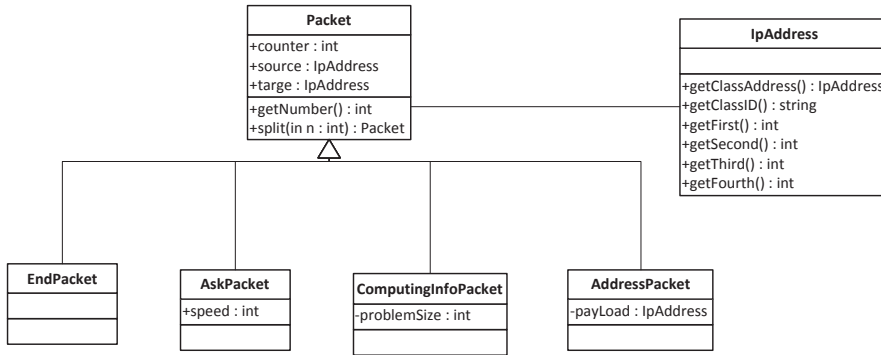 Packet
+counter : int
+source : IpAddress
+targe : IpAddress
+getNumber() : int
+split(in n : int) : Packet
IpAddress
+getClassAddress() : IpAddress
+getClassID() : string
+getFirst() : int
+getSecond() : int
+getThird() : int
+getFourth() : int
EndPacket
AskPacket
+speed : int
ComputingInfoPacket
-problemSize : int
AddressPacket
-payLoad : IpAddress